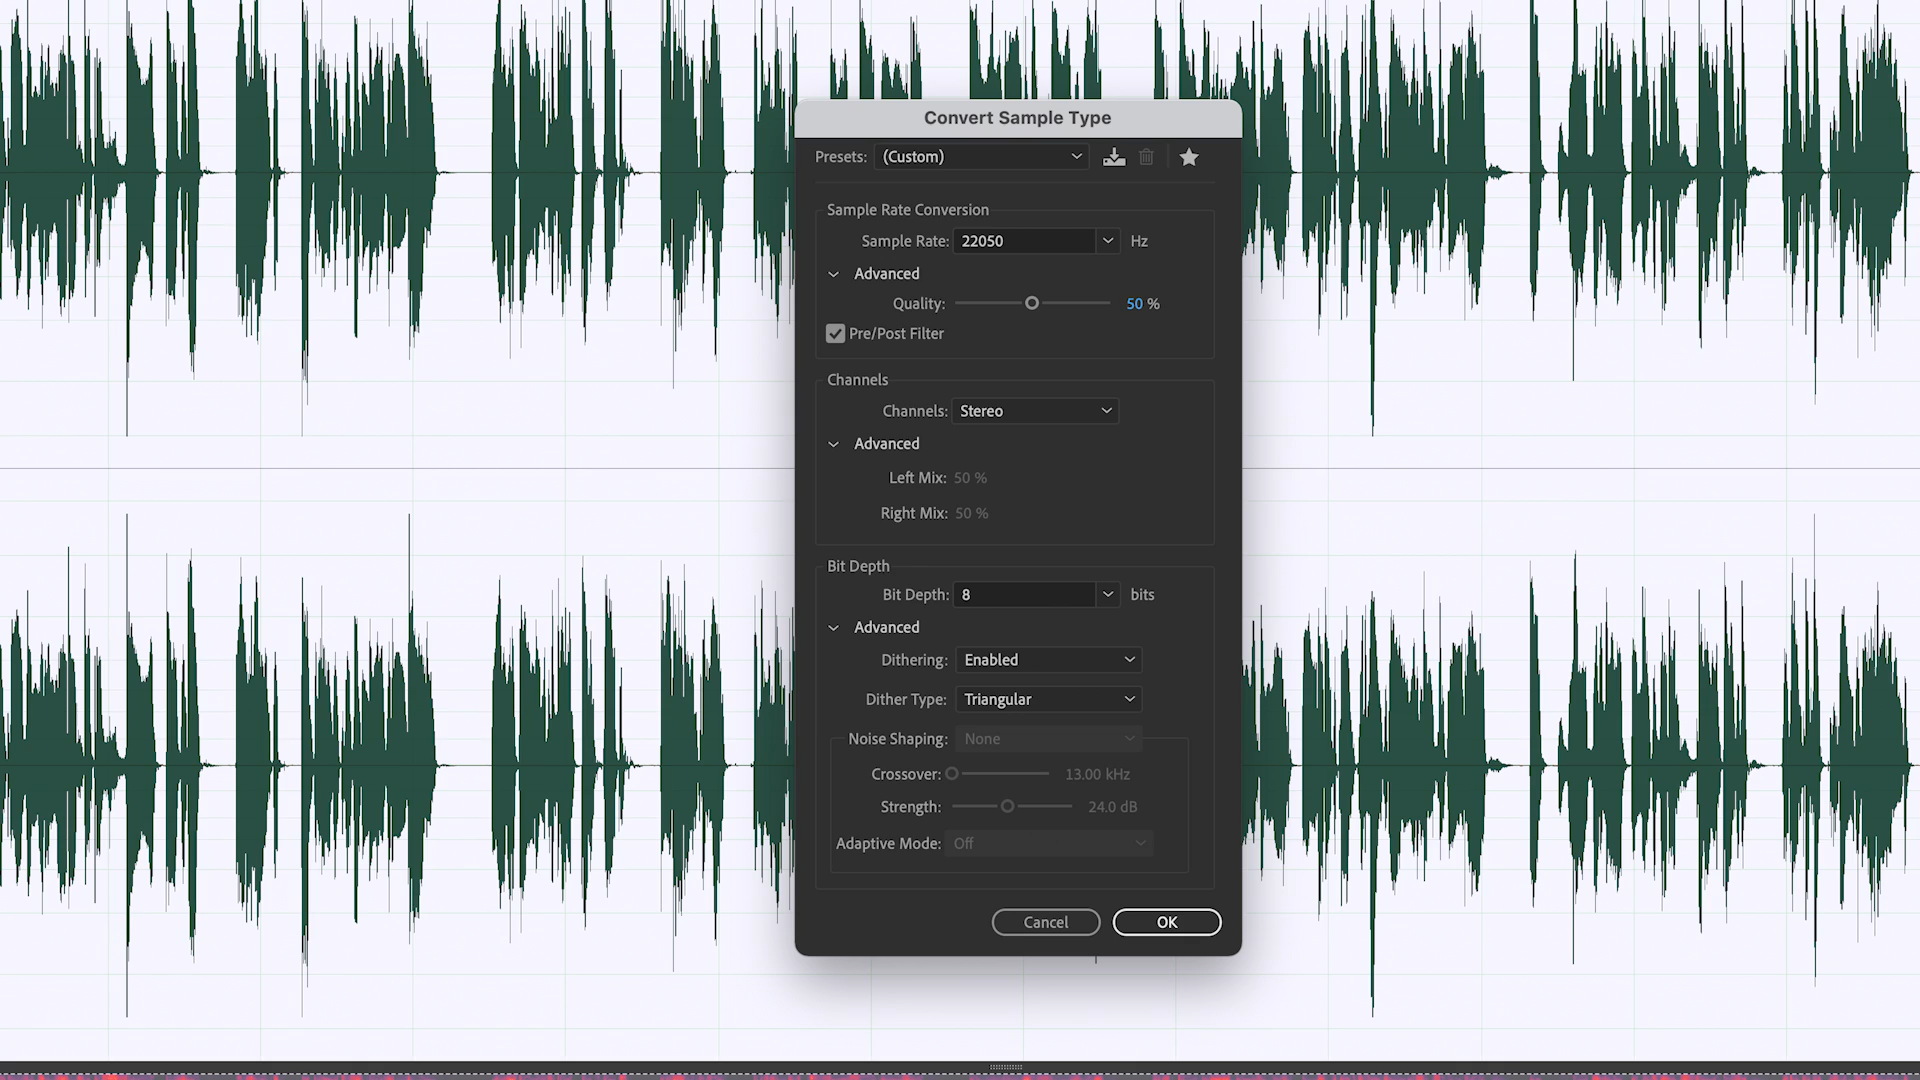 Convert Sample Type
Presets: (Custom)
Sample Rate Conversion
Sample Rate: 22050 Hz
Advanced
Quality: 50 %
Pre/Post Filter
Channels
Channels: Stereo
Advanced
Left Mix: 50 %
Right Mix: 50 %
Bit Depth
Bit Depth: 8 bits
Advanced
Dithering: Enabled
Dither Type: Triangular
Noise Shaping: None
Crossover: 13.00 kHz
Strength: 24.0 dB
Adaptive Mode: Off
Cancel OK